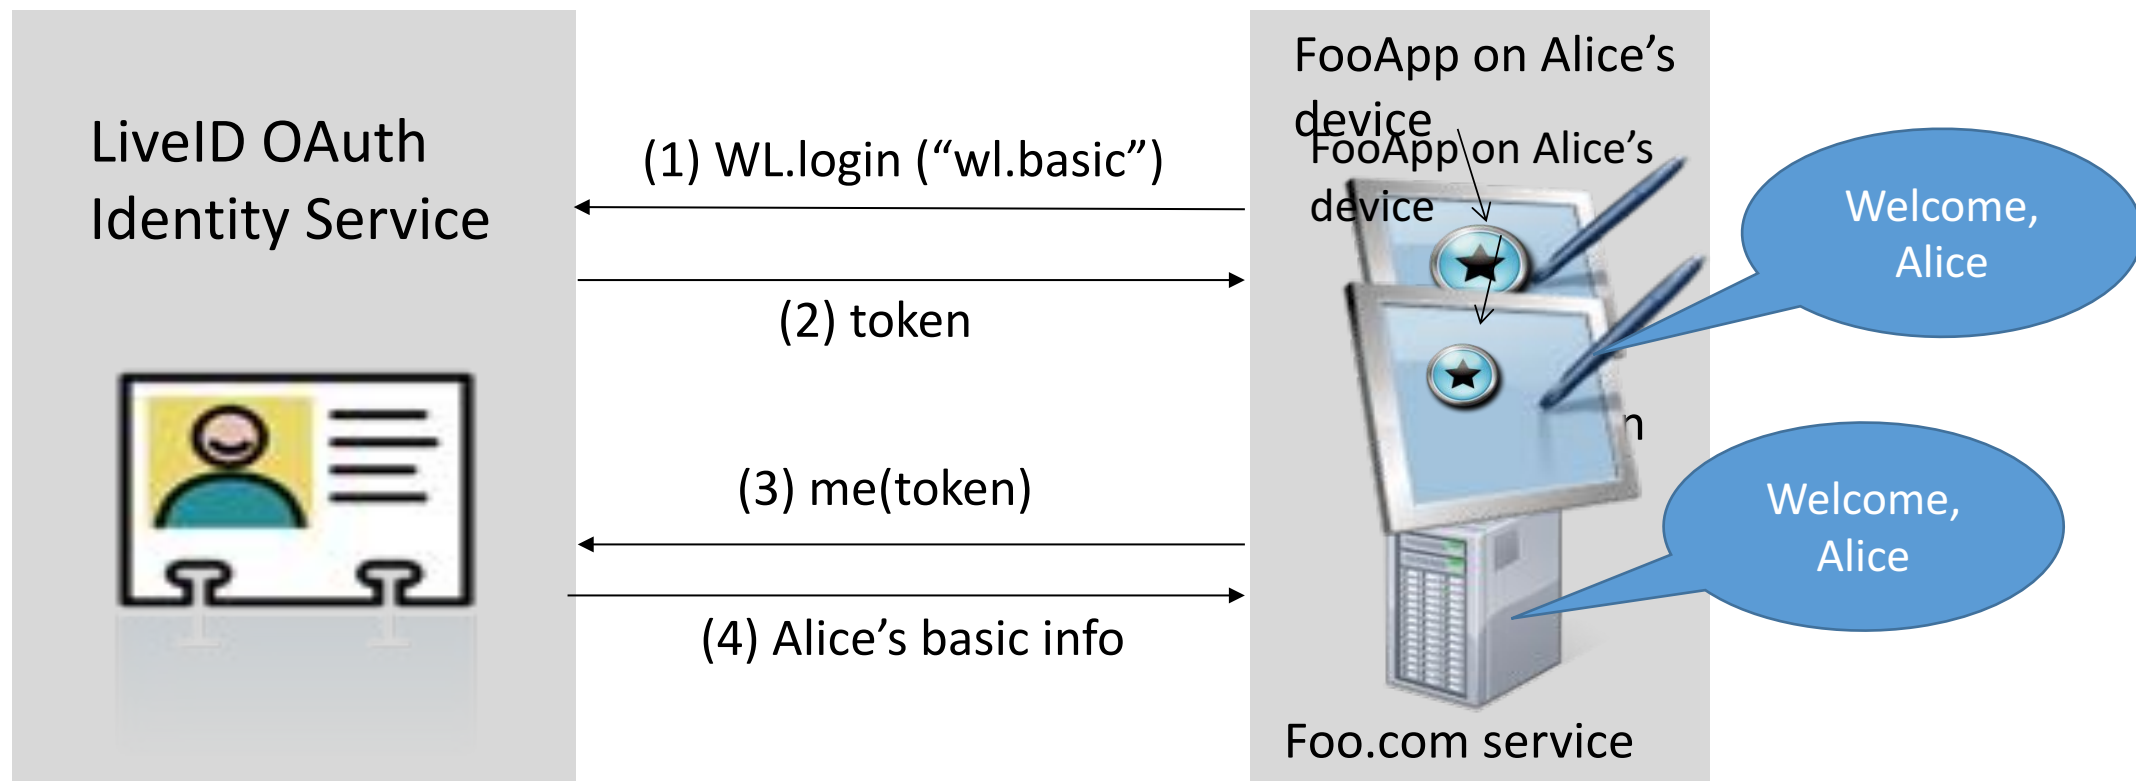 LiveID OAuth
Identity Service
(1) WL.login (“wl.basic”)
(2) token
(3) me(token)
(4) Alice’s basic info
FooApp on Alice’s
device
FooApp on Alice’s
device
Welcome,
Alice
Welcome,
Alice
Foo.com service